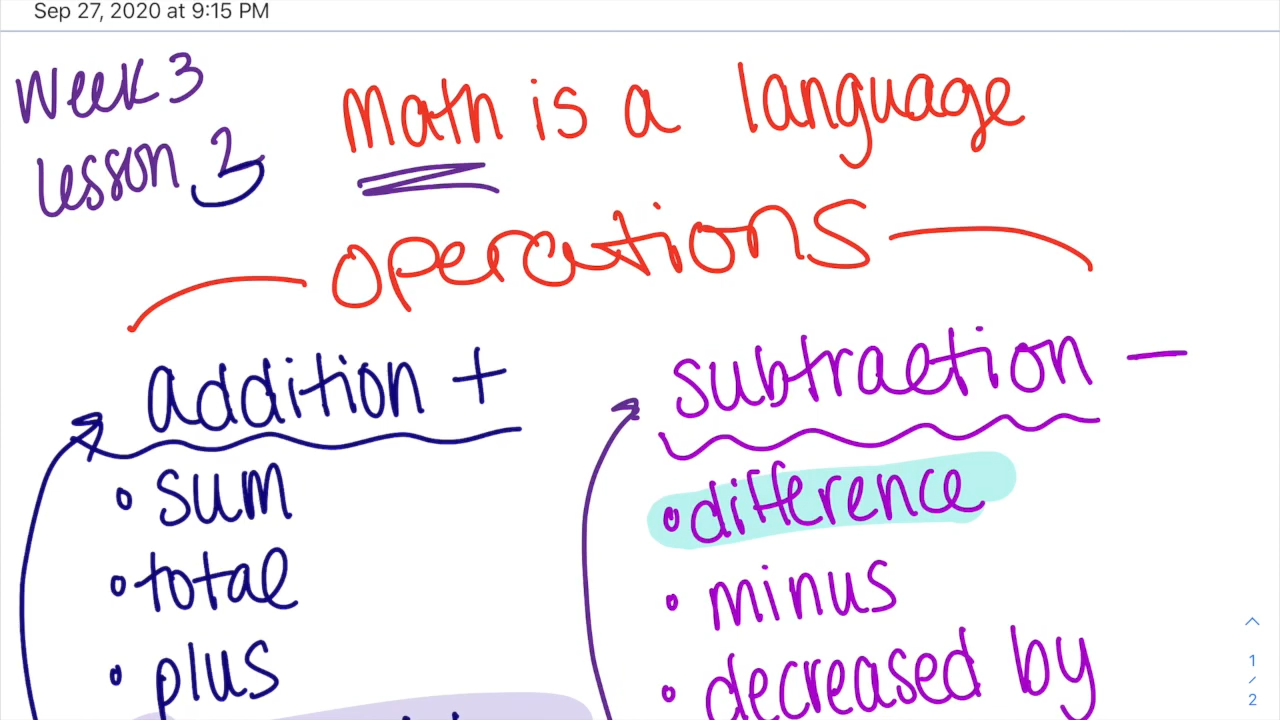 Sep 27, 2020 at 9:15 PM
Week 3
Math is a language
lesson 3
operations
addition +
subtraction —
• sum
• difference
• total
• minus
• plus
• decreased by
1
/
2